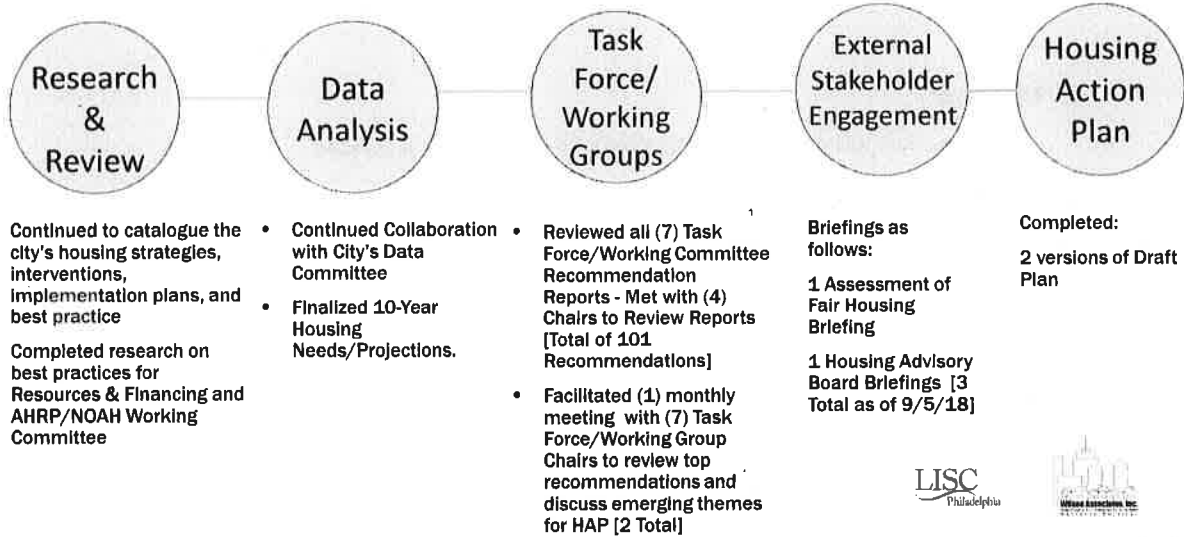 Research
&
Review
Data
Analysis
Task
Force/
Working
Groups
External
Stakeholder
Engagement
Housing
Action
Plan
Continued to catalogue the
city's housing strategies,
interventions,
implementation plans, and
best practice
Completed research on
best practices for
Resources & Financing and
AHRP/NOAH Working
Committee
• Continued Collaboration
with City's Data
Committee
• Finalized 10-Year
Housing
Needs/Projections.
1
• Reviewed all (7) Task
Force/Working Committee
Recommendation
Reports - Met with (4)
Chairs to Review Reports
[Total of 101
Recommendations]
• Facilitated (1) monthly
meeting with (7) Task
Force/Working Group
Chairs to review top
recommendations and
discuss emerging themes
for HAP [2 Total]
Briefings as
follows:
1 Assessment of
Fair Housing
Briefing
1 Housing Advisory
Board Briefings [3
Total as of 9/5/18]
Completed:
2 versions of Draft
Plan
LISC
Philadelphia
Wilson Associates, Inc.